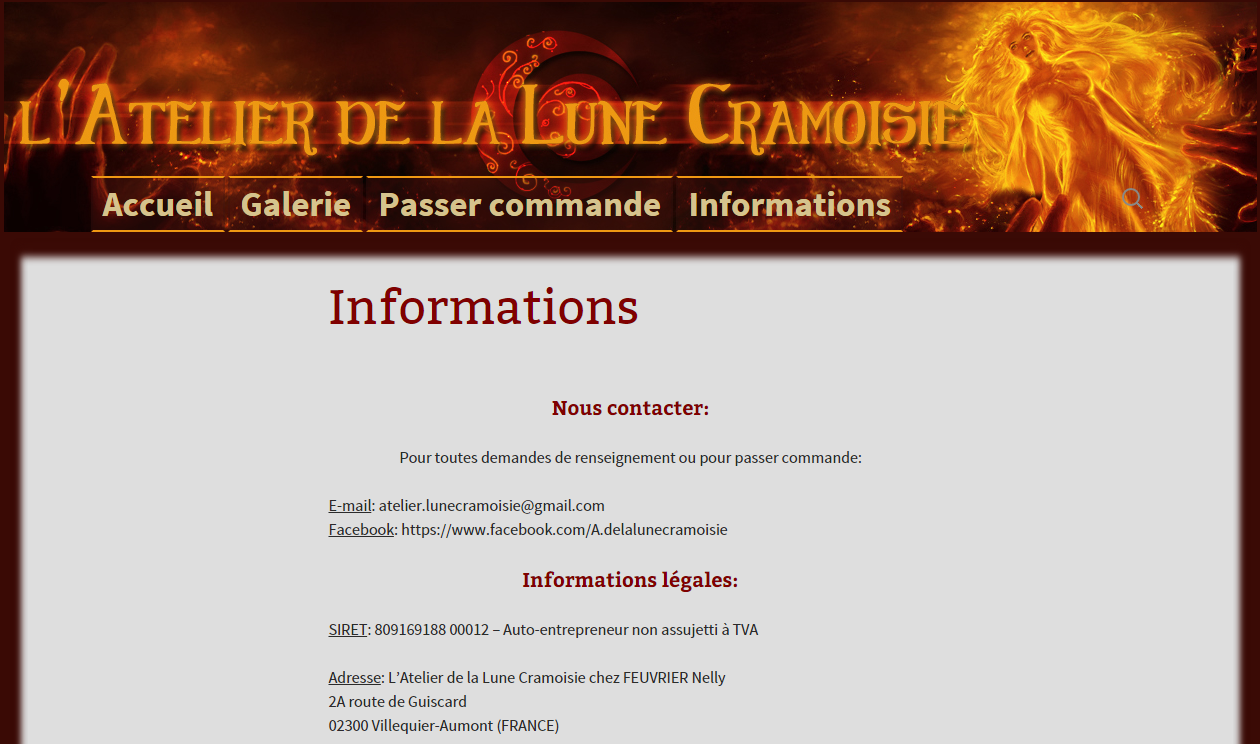 L'Atelier de la Lune Cramoisie
Accueil Galerie Passer commande Informations
Informations
Nous contacter:
Pour toutes demandes de renseignement ou pour passer commande:
E-mail: atelier.lunecramoisie@gmail.com
Facebook: https://www.facebook.com/A.delalunecramoisie
Informations légales:
SIRET: 809169188 00012 – Auto-entrepreneur non assujetti à TVA
Adresse: L’Atelier de la Lune Cramoisie chez FEUVRIER Nelly
2A route de Guiscard
02300 Villequier-Aumont (FRANCE)